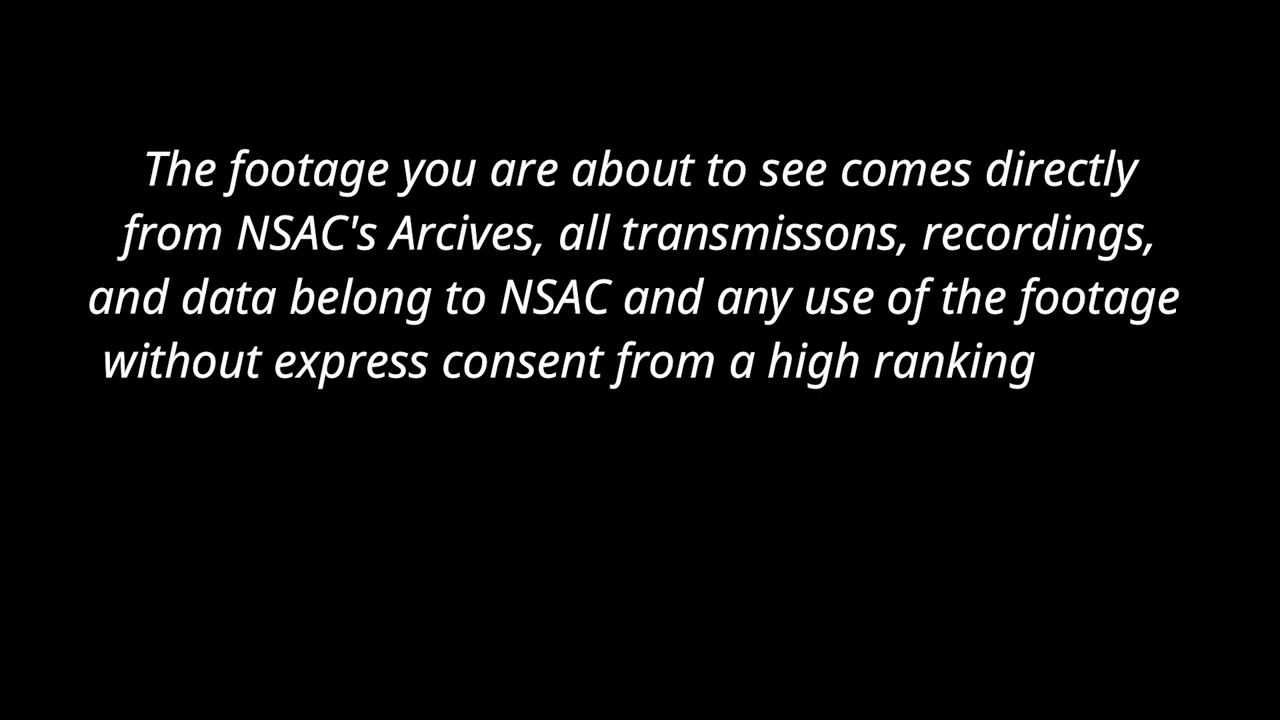 The footage you are about to see comes directly
from NSAC's Arcives, all transmissons, recordings,
and data belong to NSAC and any use of the footage
without express consent from a high ranking